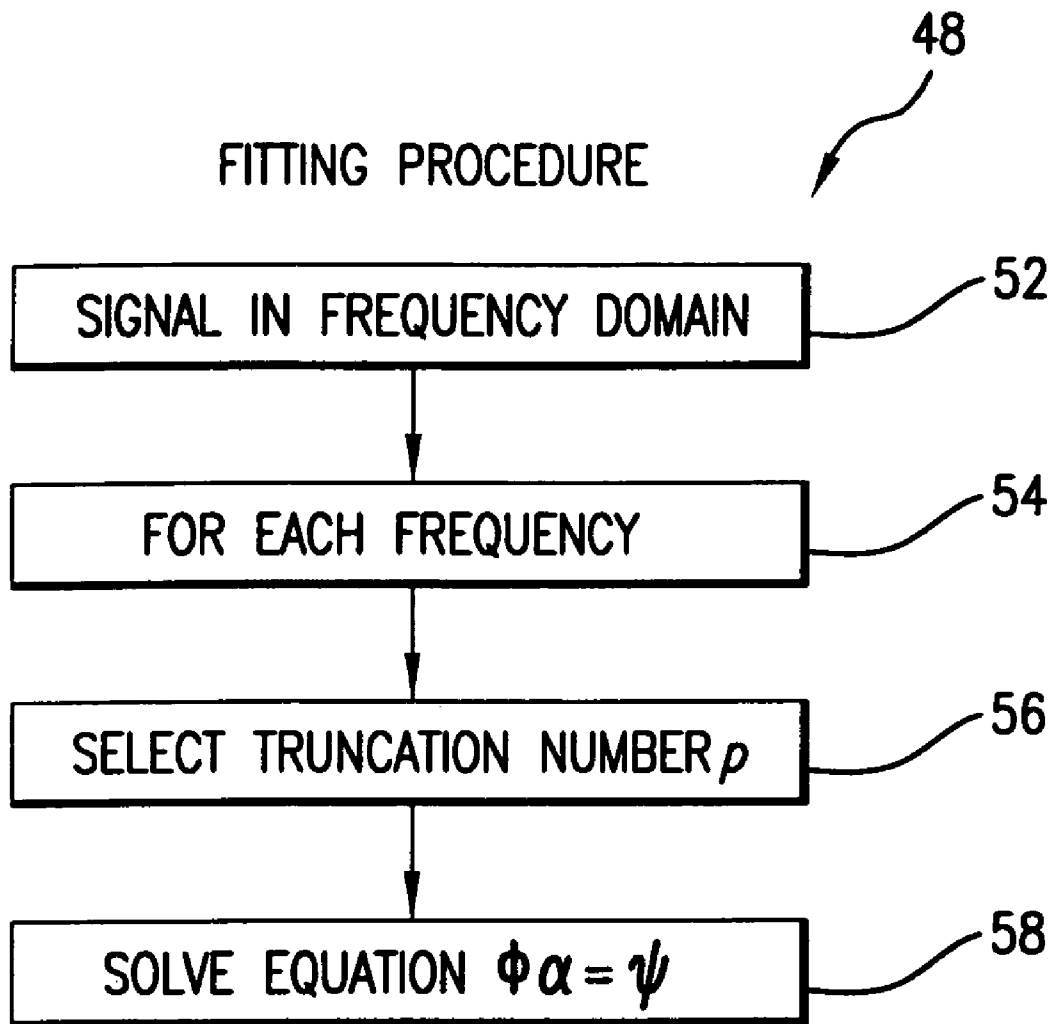 48
FITTING PROCEDURE
SIGNAL IN FREQUENCY DOMAIN
52
FOR EACH FREQUENCY
54
SELECT TRUNCATION NUMBER p
56
SOLVE EQUATION Φα = ψ
58